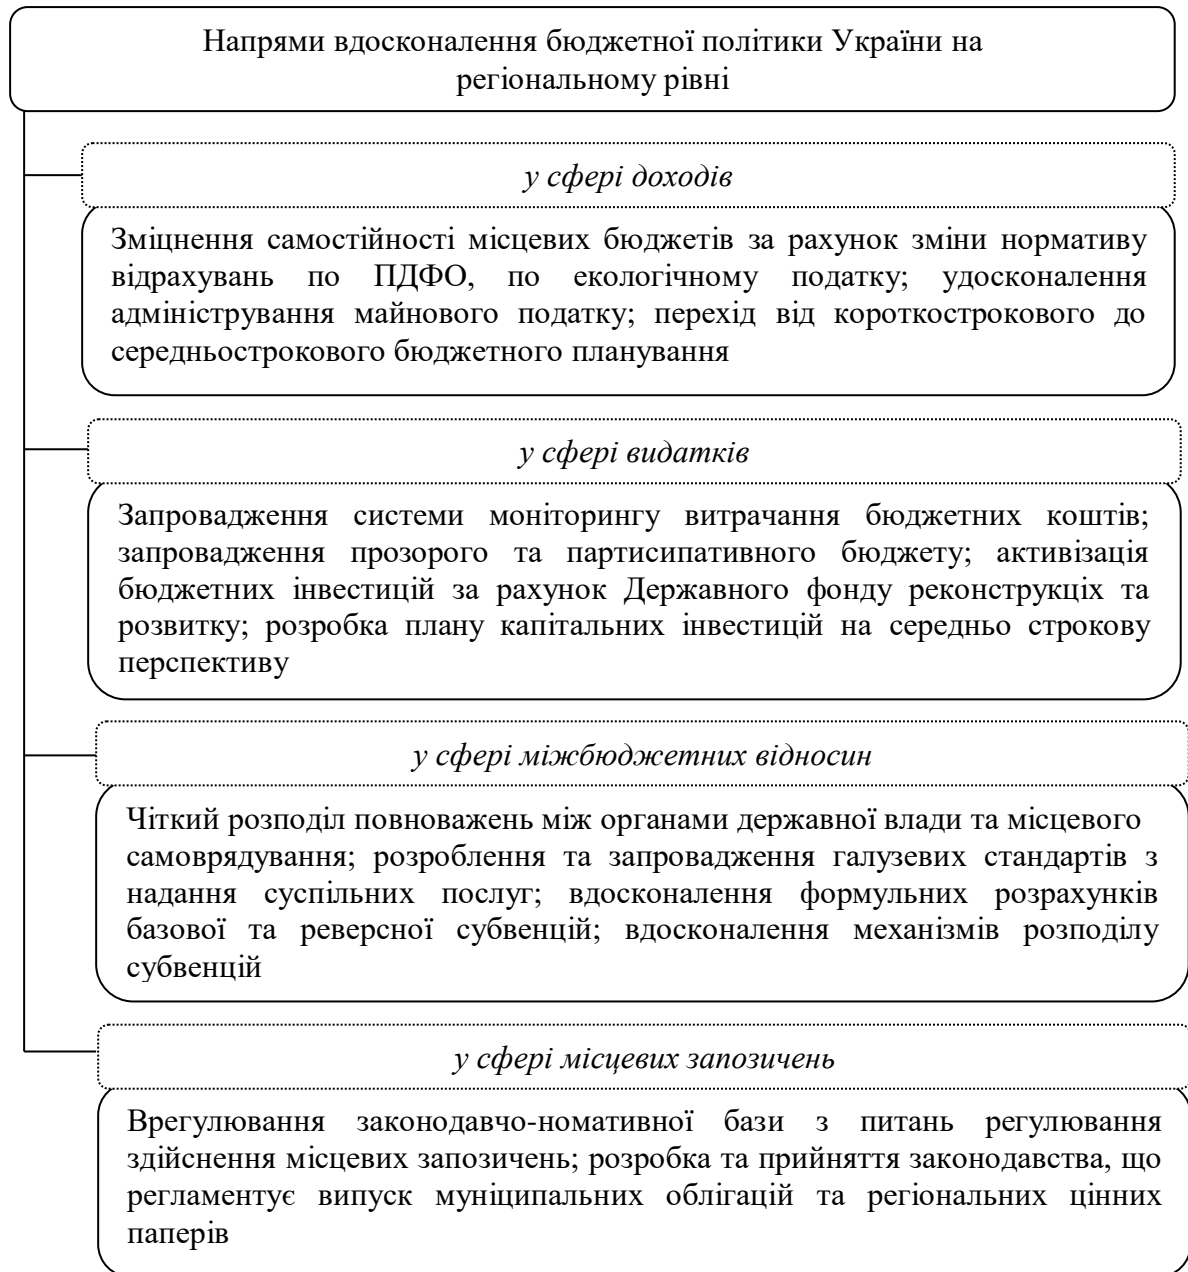 Напрями вдосконалення бюджетної політики України на
регіональному рівні
у сфері доходів
Зміцнення самостійності місцевих бюджетів за рахунок зміни нормативу
відрахувань по ПДФО, по екологічному податку; удосконалення
адміністрування майнового податку; перехід від короткострокового до
середньострокового бюджетного планування
у сфері видатків
Запровадження системи моніторингу витрачання бюджетних коштів;
запровадження прозорого та партисипативного бюджету; активізація
бюджетних інвестицій за рахунок Державного фонду реконструкціх та
розвитку; розробка плану капітальних інвестицій на середньо строкову
перспективу
у сфері міжбюджетних відносин
Чіткий розподіл повноважень між органами державної влади та місцевого
самоврядування; розроблення та запровадження галузевих стандартів з
надання суспільних послуг; вдосконалення формульних розрахунків
базової та реверсної субвенцій; вдосконалення механізмів розподілу
субвенцій
у сфері місцевих запозичень
Врегулювання законодавчо-номативної бази з питань регулювання
здійснення місцевих запозичень; розробка та прийняття законодавства, що
регламентує випуск муніципальних облігацій та регіональних цінних
паперів